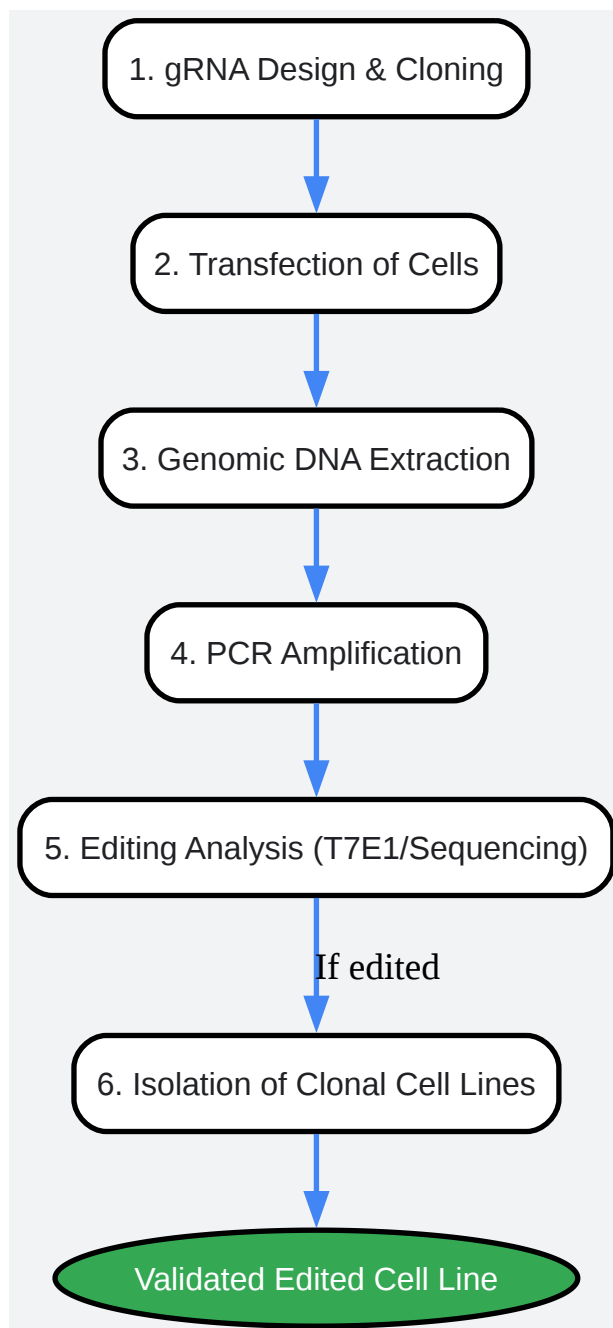 1. gRNA Design & Cloning
2. Transfection of Cells
3. Genomic DNA Extraction
4. PCR Amplification
5. Editing Analysis (T7E1/Sequencing)
If edited
6. Isolation of Clonal Cell Lines
Validated Edited Cell Line